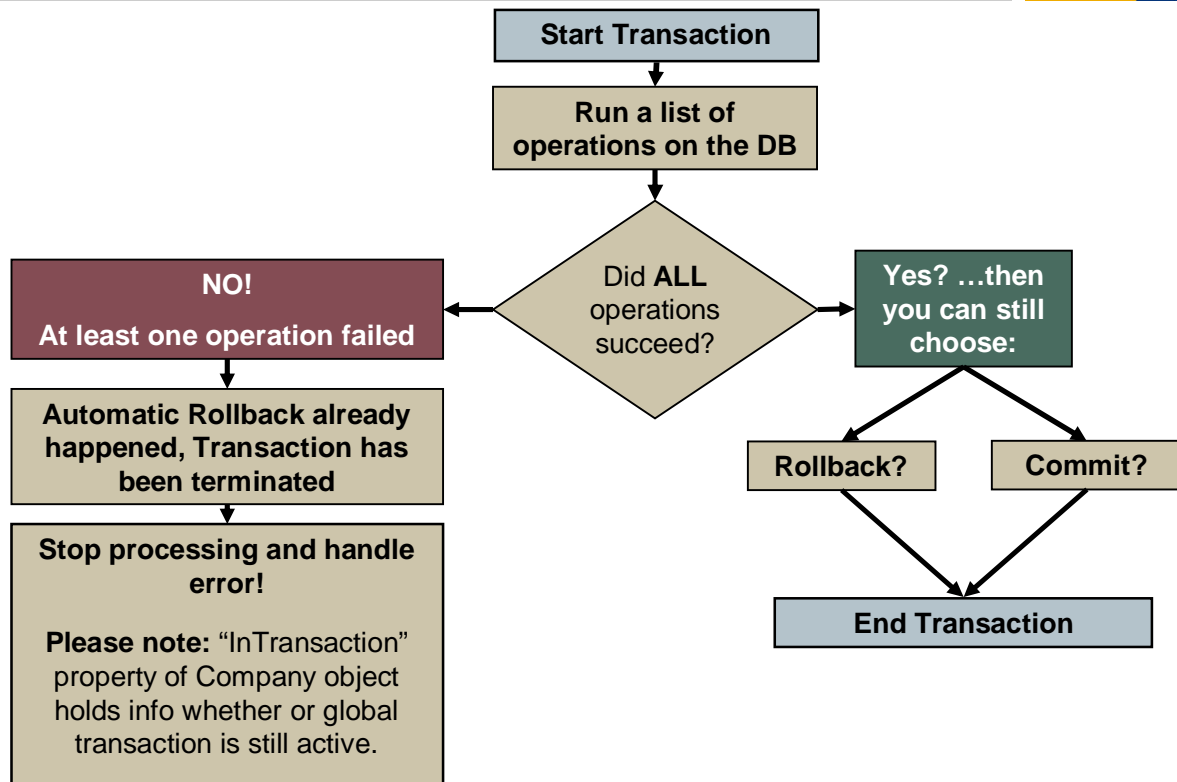 Start Transaction
Run a list of
operations on the DB
Did ALL
operations
succeed?
NO!
At least one operation failed
Automatic Rollback already
happened, Transaction has
been terminated
Stop processing and handle
error!
Please note: “InTransaction”
property of Company object
holds info whether or global
transaction is still active.
Yes? …then
you can still
choose:
Rollback?
Commit?
End Transaction